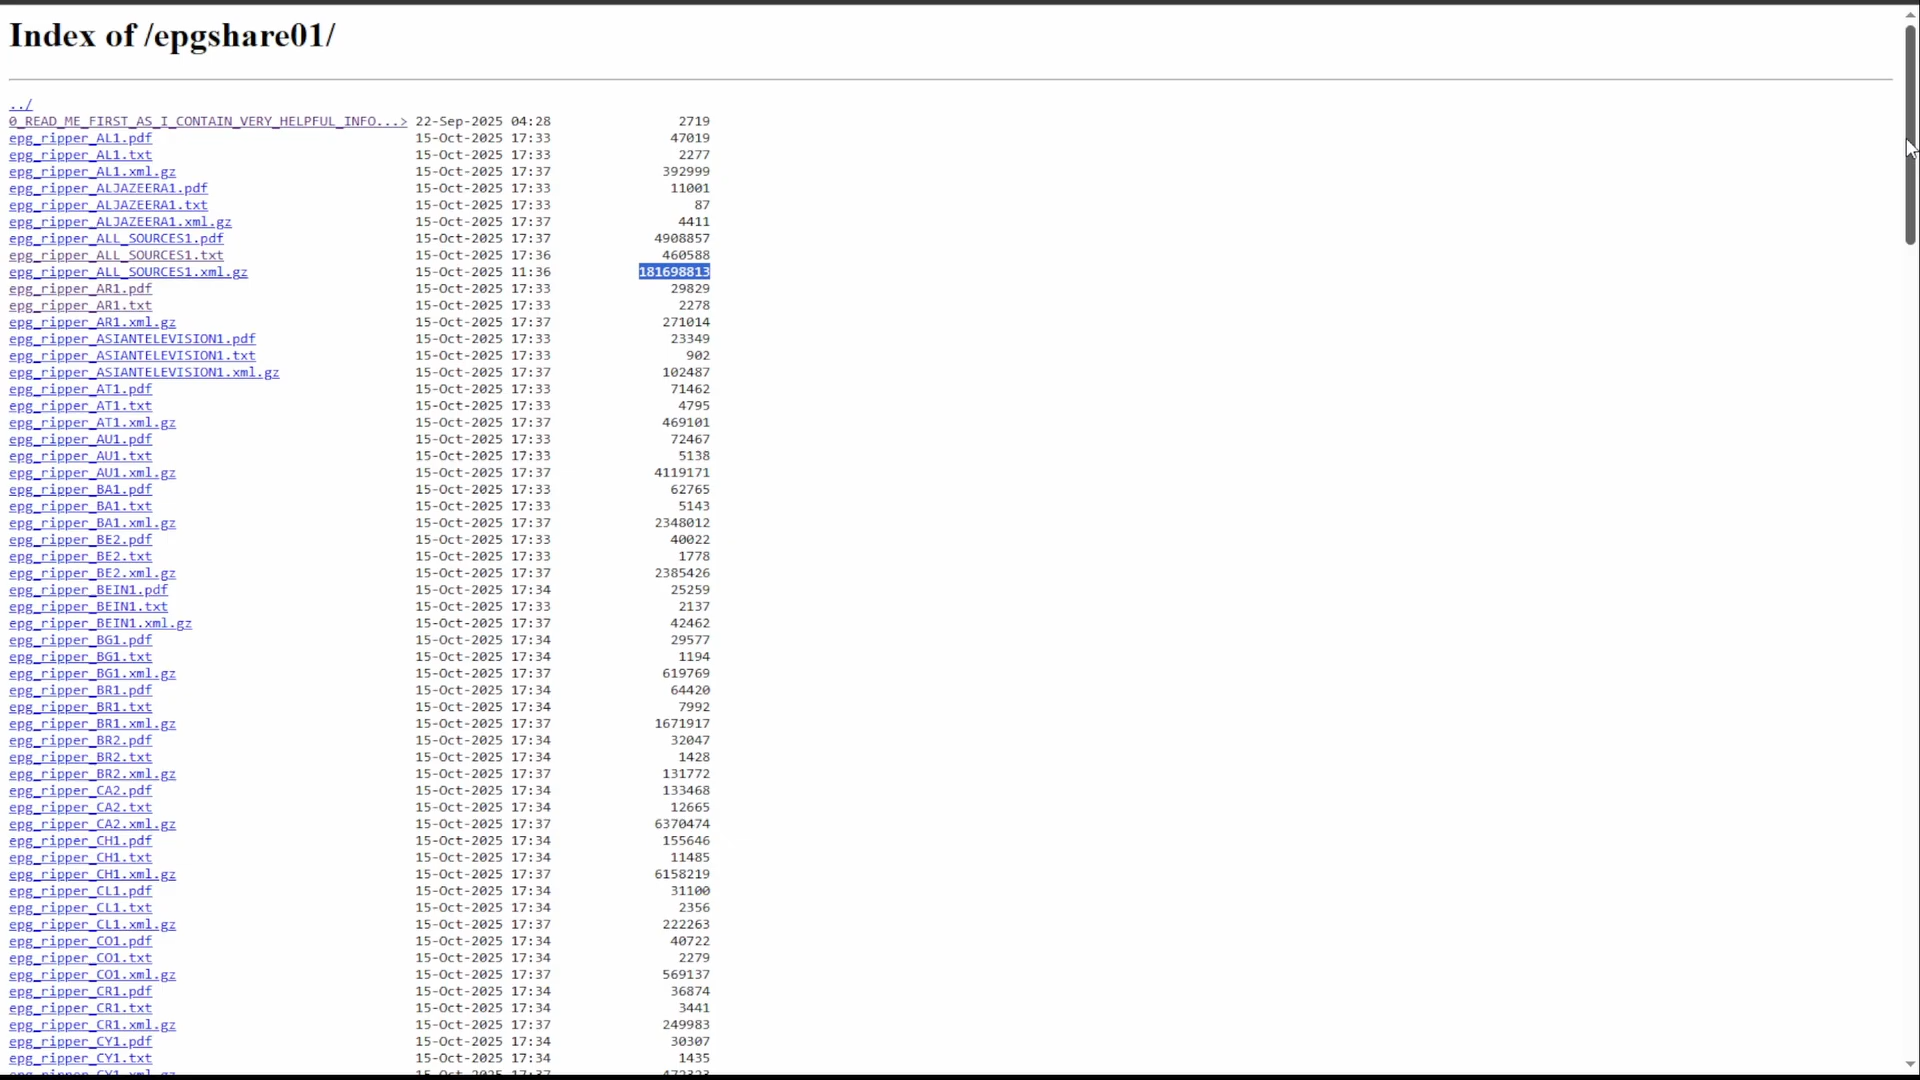 Index of /epgshare01/
../
0_READ_ME_FIRST_AS_I_CONTAIN_VERY_HELPFUL_INFO...> 22-Sep-2025 04:28 2719
epg_ripper_AL1.pdf 15-Oct-2025 17:33 47019
epg_ripper_AL1.txt 15-Oct-2025 17:33 2277
epg_ripper_AL1.xml.gz 15-Oct-2025 17:37 392999
epg_ripper_ALJAZEERA1.pdf 15-Oct-2025 17:33 11001
epg_ripper_ALJAZEERA1.txt 15-Oct-2025 17:33 87
epg_ripper_ALJAZEERA1.xml.gz 15-Oct-2025 17:37 4411
epg_ripper_ALL_SOURCES1.pdf 15-Oct-2025 17:37 4908857
epg_ripper_ALL_SOURCES1.txt 15-Oct-2025 17:36 460588
epg_ripper_ALL_SOURCES1.xml.gz 15-Oct-2025 11:36 181698813
epg_ripper_AR1.pdf 15-Oct-2025 17:33 29829
epg_ripper_AR1.txt 15-Oct-2025 17:33 2278
epg_ripper_AR1.xml.gz 15-Oct-2025 17:37 271014
epg_ripper_ASIANTELEVISION1.pdf 15-Oct-2025 17:33 23349
epg_ripper_ASIANTELEVISION1.txt 15-Oct-2025 17:33 902
epg_ripper_ASIANTELEVISION1.xml.gz 15-Oct-2025 17:37 102487
epg_ripper_AT1.pdf 15-Oct-2025 17:33 71462
epg_ripper_AT1.txt 15-Oct-2025 17:33 4795
epg_ripper_AT1.xml.gz 15-Oct-2025 17:37 469101
epg_ripper_AU1.pdf 15-Oct-2025 17:33 72467
epg_ripper_AU1.txt 15-Oct-2025 17:33 5138
epg_ripper_AU1.xml.gz 15-Oct-2025 17:37 4119171
epg_ripper_BA1.pdf 15-Oct-2025 17:33 62765
epg_ripper_BA1.txt 15-Oct-2025 17:33 5143
epg_ripper_BA1.xml.gz 15-Oct-2025 17:37 2348012
epg_ripper_BE2.pdf 15-Oct-2025 17:33 40022
epg_ripper_BE2.txt 15-Oct-2025 17:33 1778
epg_ripper_BE2.xml.gz 15-Oct-2025 17:37 2385426
epg_ripper_BEIN1.pdf 15-Oct-2025 17:34 25259
epg_ripper_BEIN1.txt 15-Oct-2025 17:33 2137
epg_ripper_BEIN1.xml.gz 15-Oct-2025 17:37 42462
epg_ripper_BG1.pdf 15-Oct-2025 17:34 29577
epg_ripper_BG1.txt 15-Oct-2025 17:34 1194
epg_ripper_BG1.xml.gz 15-Oct-2025 17:37 619769
epg_ripper_BR1.pdf 15-Oct-2025 17:34 64420
epg_ripper_BR1.txt 15-Oct-2025 17:34 7992
epg_ripper_BR1.xml.gz 15-Oct-2025 17:37 1671917
epg_ripper_BR2.pdf 15-Oct-2025 17:34 32047
epg_ripper_BR2.txt 15-Oct-2025 17:34 1428
epg_ripper_BR2.xml.gz 15-Oct-2025 17:37 131772
epg_ripper_CA2.pdf 15-Oct-2025 17:34 133468
epg_ripper_CA2.txt 15-Oct-2025 17:34 12665
epg_ripper_CA2.xml.gz 15-Oct-2025 17:37 6370474
epg_ripper_CH1.pdf 15-Oct-2025 17:34 155646
epg_ripper_CH1.txt 15-Oct-2025 17:34 11485
epg_ripper_CH1.xml.gz 15-Oct-2025 17:37 6158219
epg_ripper_CL1.pdf 15-Oct-2025 17:34 31100
epg_ripper_CL1.txt 15-Oct-2025 17:34 2356
epg_ripper_CL1.xml.gz 15-Oct-2025 17:37 222263
epg_ripper_CO1.pdf 15-Oct-2025 17:34 40722
epg_ripper_CO1.txt 15-Oct-2025 17:34 2279
epg_ripper_CO1.xml.gz 15-Oct-2025 17:37 569137
epg_ripper_CR1.pdf 15-Oct-2025 17:34 36874
epg_ripper_CR1.txt 15-Oct-2025 17:34 3441
epg_ripper_CR1.xml.gz 15-Oct-2025 17:37 249983
epg_ripper_CY1.pdf 15-Oct-2025 17:34 30307
epg_ripper_CY1.txt 15-Oct-2025 17:34 1435